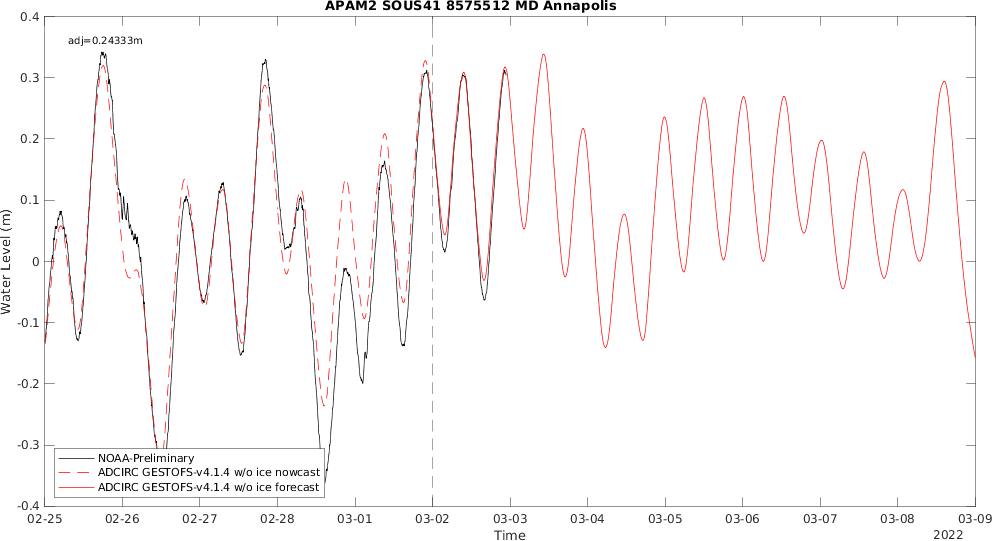 APAM2 SOUS41 8575512 MD Annapolis
adj=0.24333m
0.4
0.3
0.2
0.1
0
-0.1
-0.2
-0.3
-0.4
Water Level (m)
NOAA-Preliminary
ADCIRC GESTOFS-v4.1.4 w/o ice nowcast
ADCIRC GESTOFS-v4.1.4 w/o ice forecast
02-25 02-26 02-27 02-28 03-01 03-02 03-03 03-04 03-05 03-06 03-07 03-08 03-09
Time
2022